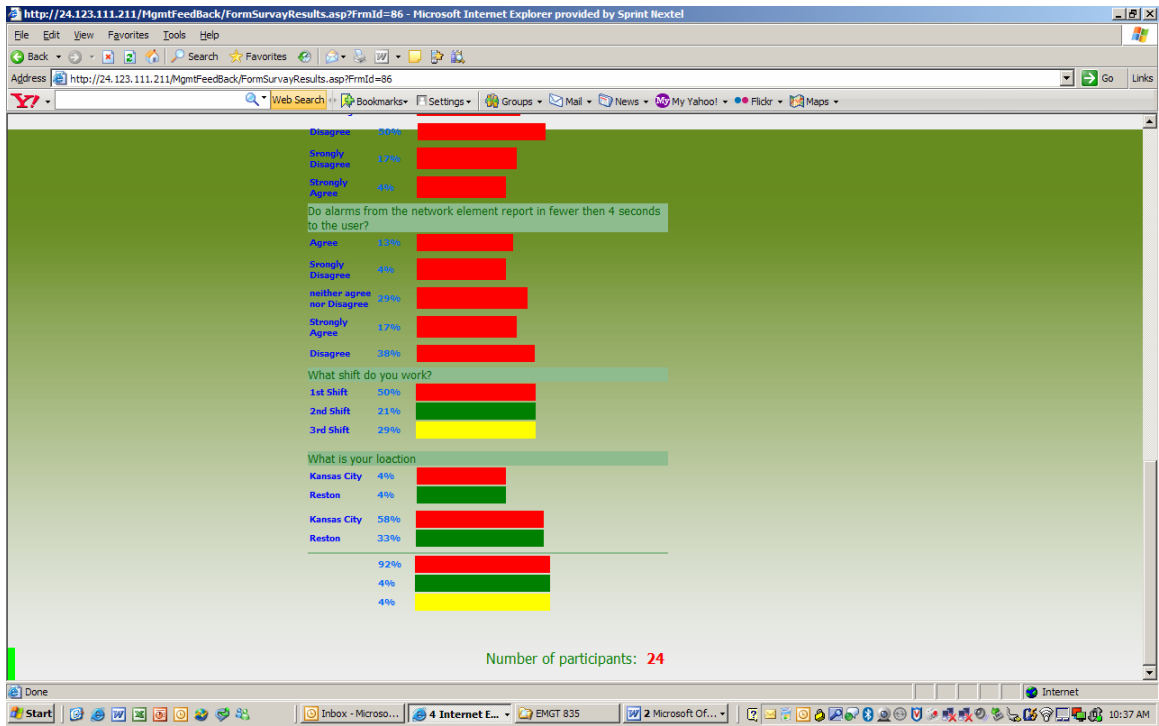 http://24.123.111.211/MgmtFeedBack/FormSurvayResults.asp?FrmId=86 - Microsoft Internet Explorer provided by Sprint Nextel
File Edit View Favorites Tools Help
Back Search Favorites
Address http://24.123.111.211/MgmtFeedBack/FormSurvayResults.asp?FrmId=86 Go Links
Y! Web Search Bookmarks Settings Groups Mail News My Yahoo! Flickr Maps
Disagree 50%
Srongly
Disagree 17%
Strongly
Agree 4%
Do alarms from the network element report in fewer then 4 seconds
to the user?
Agree 13%
Srongly
Disagree 4%
neither agree
nor Disagree 29%
Strongly
Agree 17%
Disagree 38%
What shift do you work?
1st Shift 50%
2nd Shift 21%
3rd Shift 29%
What is your loaction
Kansas City 4%
Reston 4%
Kansas City 58%
Reston 33%
92%
4%
4%
Number of participants: 24
Done Internet
Start Inbox - Microso... 4 Internet E... EMGT 835 2 Microsoft Of... 10:37 AM